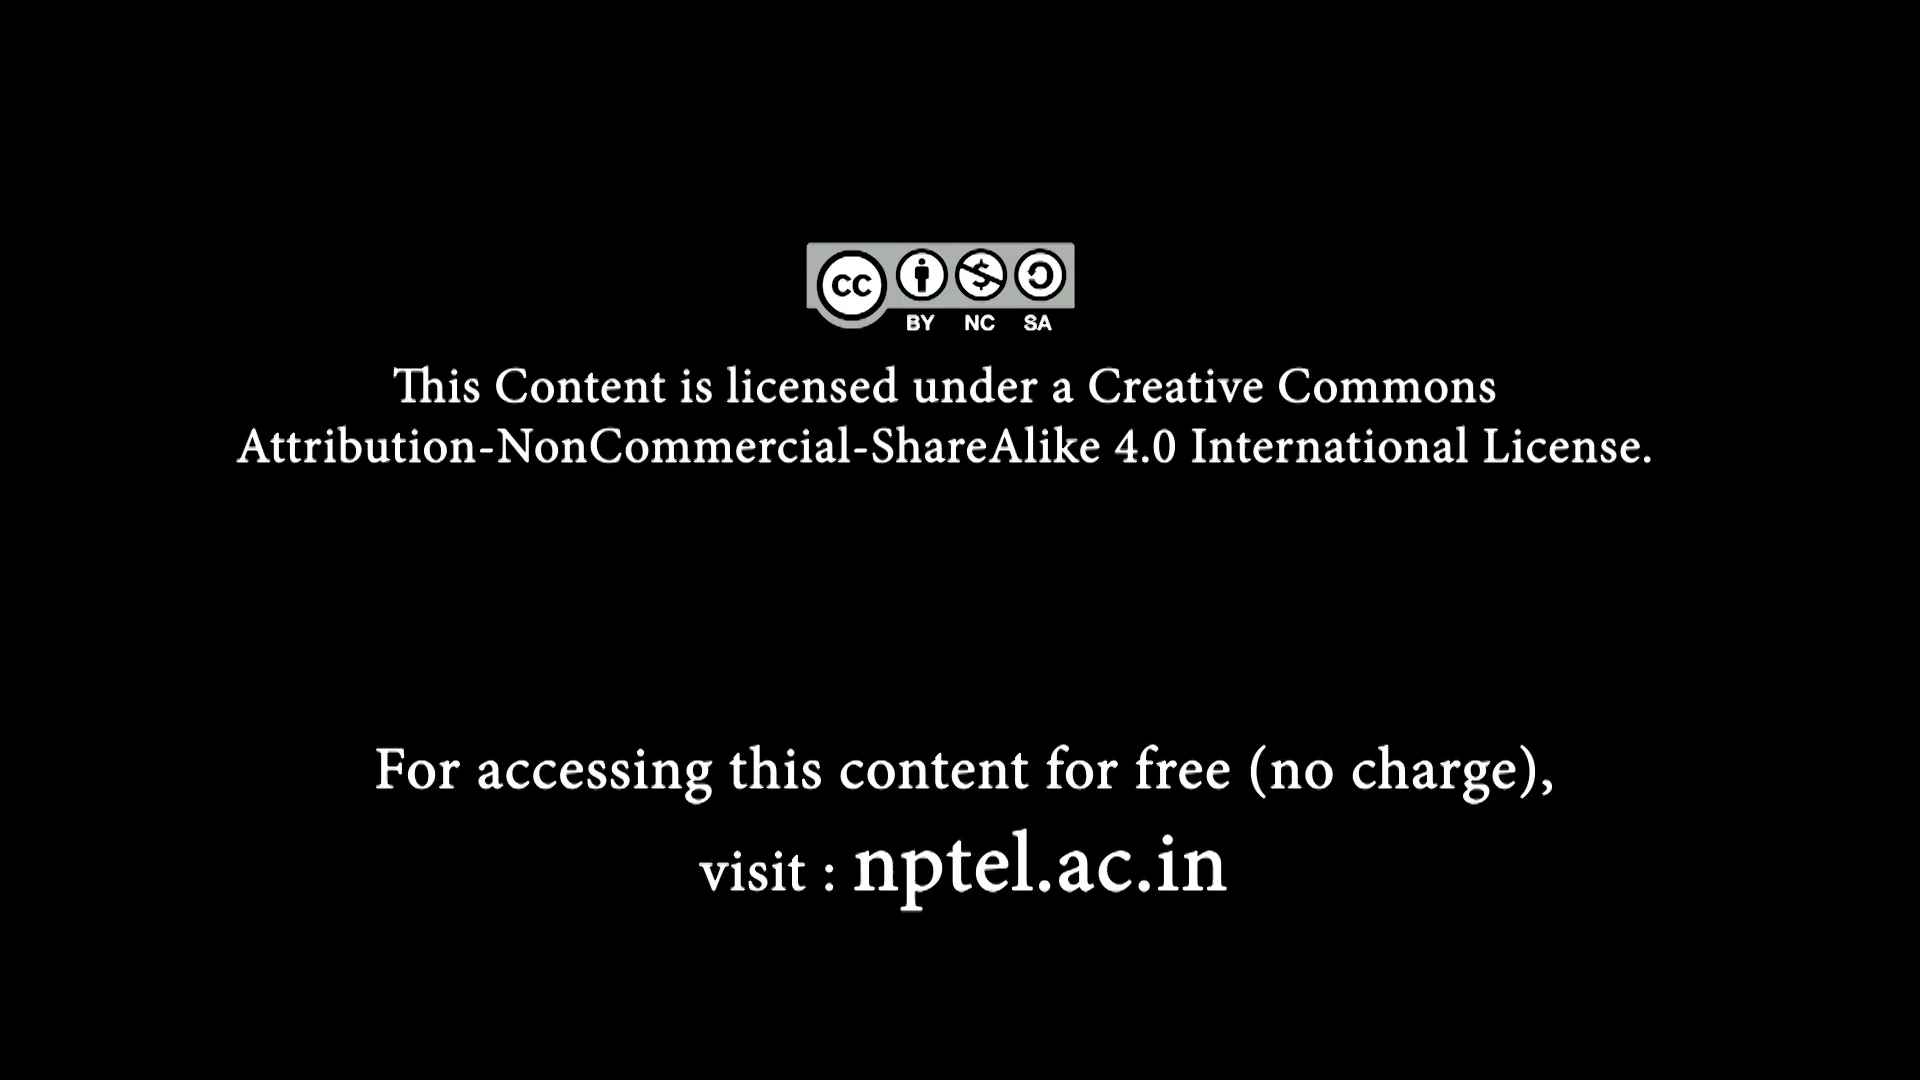 cc BY NC SA
This Content is licensed under a Creative Commons
Attribution-NonCommercial-ShareAlike 4.0 International License.
For accessing this content for free (no charge),
visit : nptel.ac.in